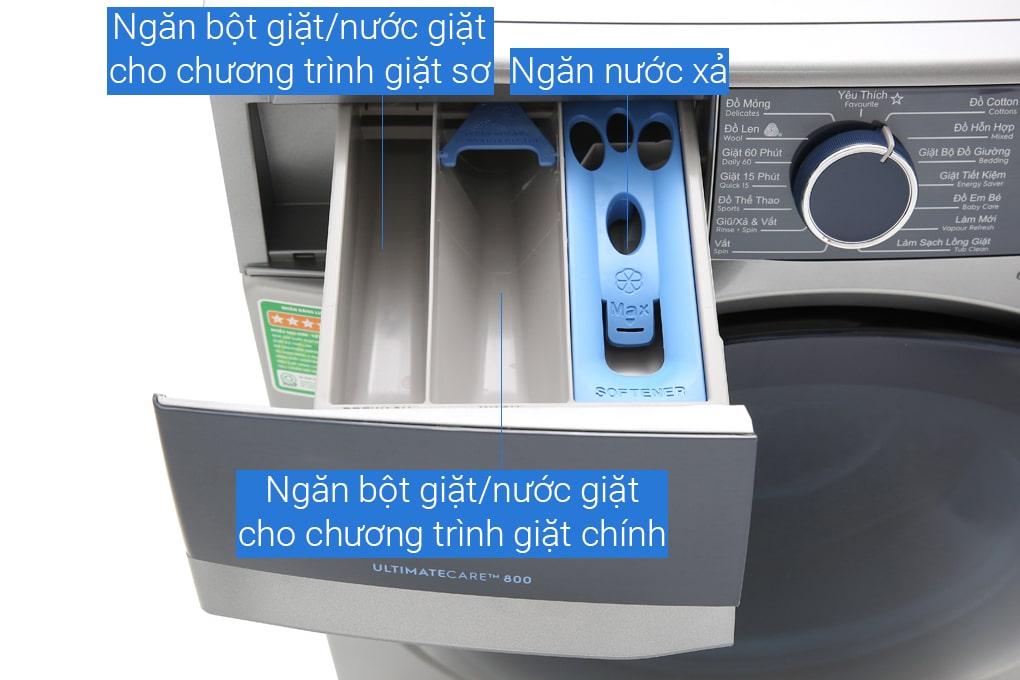 Ngăn bột giặt/nước giặt
cho chương trình giặt sơ
Ngăn nước xả
Yêu Thích
Favourite
Đồ Mỏng
Delicates
Đồ Len
Wool
Giặt 60 Phút
Daily 60
Giặt 15 Phút
Quick 15
Đồ Thể Thao
Sports
Giũ/Xả & Vắt
Rinse + Spin
Vắt
Spin
Đồ Cotton
Cottons
Đồ Hỗn Hợp
Mixed
Giặt Bộ Đồ Giường
Bedding
Giặt Tiết Kiệm
Energy Saver
Đồ Em Bé
Baby Care
Làm Mới
Vapour Refresh
Làm Sạch Lồng Giặt
Tub Clean
Max
SOFTENER
Ngăn bột giặt/nước giặt
cho chương trình giặt chính
ULTIMATECARE™ 800